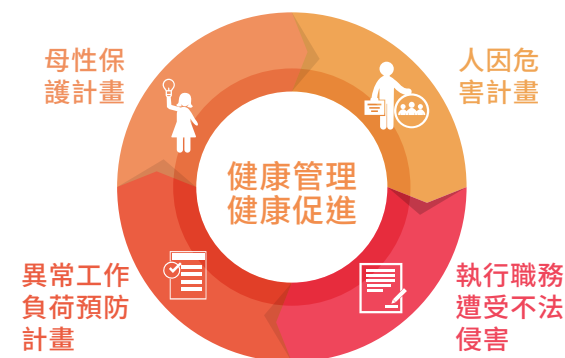 母性保
護計畫
人因危
害計畫
健康管理
健康促進
異常工作
負荷預防
計畫
執行職務
遭受不法
侵害